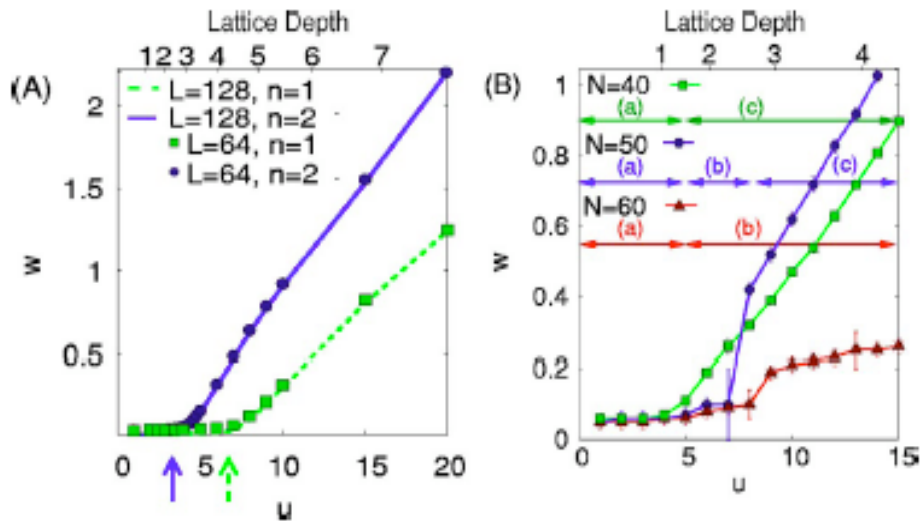 Lattice Depth
1 2 3 4 5 6 7
(A)
2
1.5
1
0.5
w
L=128, n=1
L=128, n=2
L=64, n=1
L=64, n=2
0 5 10 15 20
u
Lattice Depth
1 2 3 4
(B)
1
0.8
0.6
0.4
0.2
0
w
N=40
(a) (c)
N=50
(a) (b) (c)
N=60
(a) (b)
0 5 10 15
u